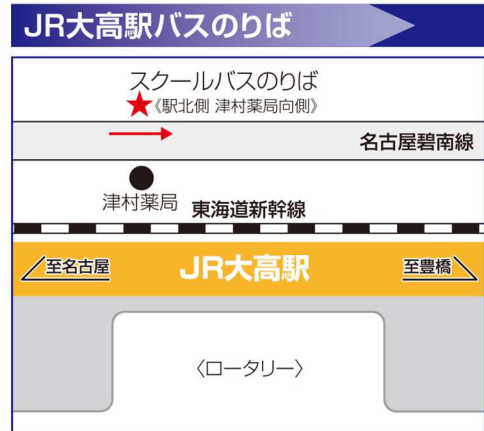 JR大高駅バスのりば
スクールバスのりば
★《駅北側 津村薬局向側》
名古屋碧南線
津村薬局
東海道新幹線
至名古屋
JR大高駅
至豊橋
〈ロータリー〉